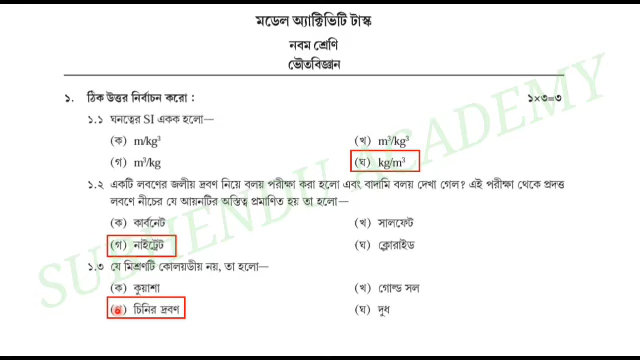 মডেল অ্যাক্টিভিটি টাস্ক
নবম শ্রেণি
ভৌতবিজ্ঞান
১. ঠিক উত্তর নির্বাচন করো : ১×৩=৩
১.১ ঘনত্বের SI একক হলো—
(ক) m/kg³ (খ) m³/kg³
(গ) m³/kg (ঘ) kg/m³
১.২ একটি লবণের জলীয় দ্রবণ নিয়ে বলয় পরীক্ষা করা হলো এবং বাদামি বলয় দেখা গেল? এই পরীক্ষা থেকে প্রদত্ত
লবণে নীচের যে আয়নটির অস্তিত্ব প্রমাণিত হয় তা হলো—
(ক) কার্বনেট (খ) সালফেট
(গ) নাইট্রেট (ঘ) ক্লোরাইড
১.৩ যে মিশ্রণটি কোলয়ডীয় নয়, তা হলো—
(ক) কুয়াশা (খ) গোল্ড সল
(গ) চিনির দ্রবণ (ঘ) দুধ
SUBHENDU ACADEMY